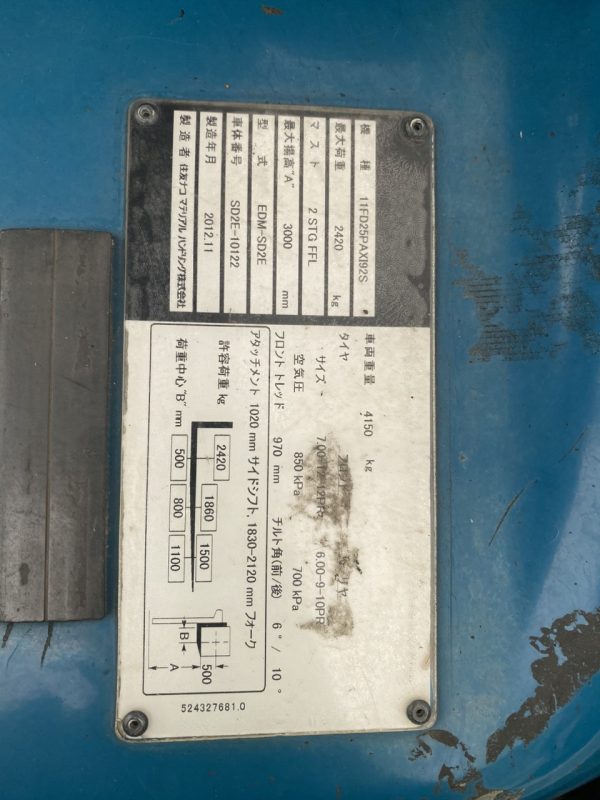 機種 11FD25PAXI92S
最大荷重 2420 kg
マスト 2 STG FFL
最大揚高"A" 3000 mm
型式 EDM-SD2E
車体番号 SD2E-10122
製造年月 2012.11
製造者 住友ナコ マテリアル ハンドリング株式会社
車両重量 4150 kg
タイヤ
サイズ 6.00-9-10PR
空気圧 850 kPa 700 kPa
フロントトレッド 970 mm チルト角(前/後) 6°/ 10°
アタッチメント 1020 mm サイドシフト, 1830-2120 mm フォーク
許容荷重 kg 2420 1860 1500
荷重中心"B" mm 500 800 1100
500
B
A
524327681.0